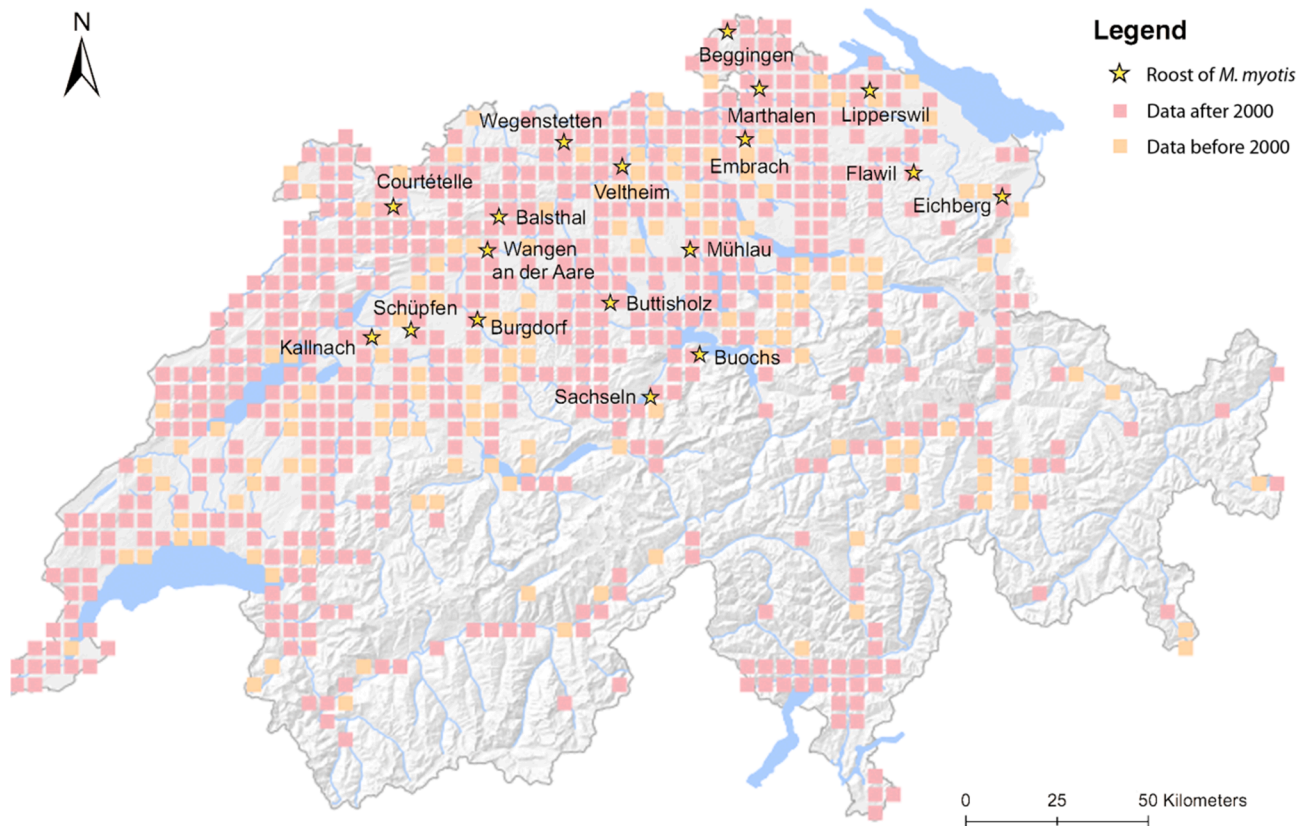 N
Legend
Roost of M. myotis
Data after 2000
Data before 2000
Beggingen
Marthalen
Lipperswil
Wegenstetten
Embrach
Flawil
Courtételle
Veltheim
Eichberg
Balsthal
Wangen
an der Aare
Mühlau
Schüpfen
Buttisholz
Burgdorf
Kallnach
Buochs
Sachseln
0 25 50 Kilometers